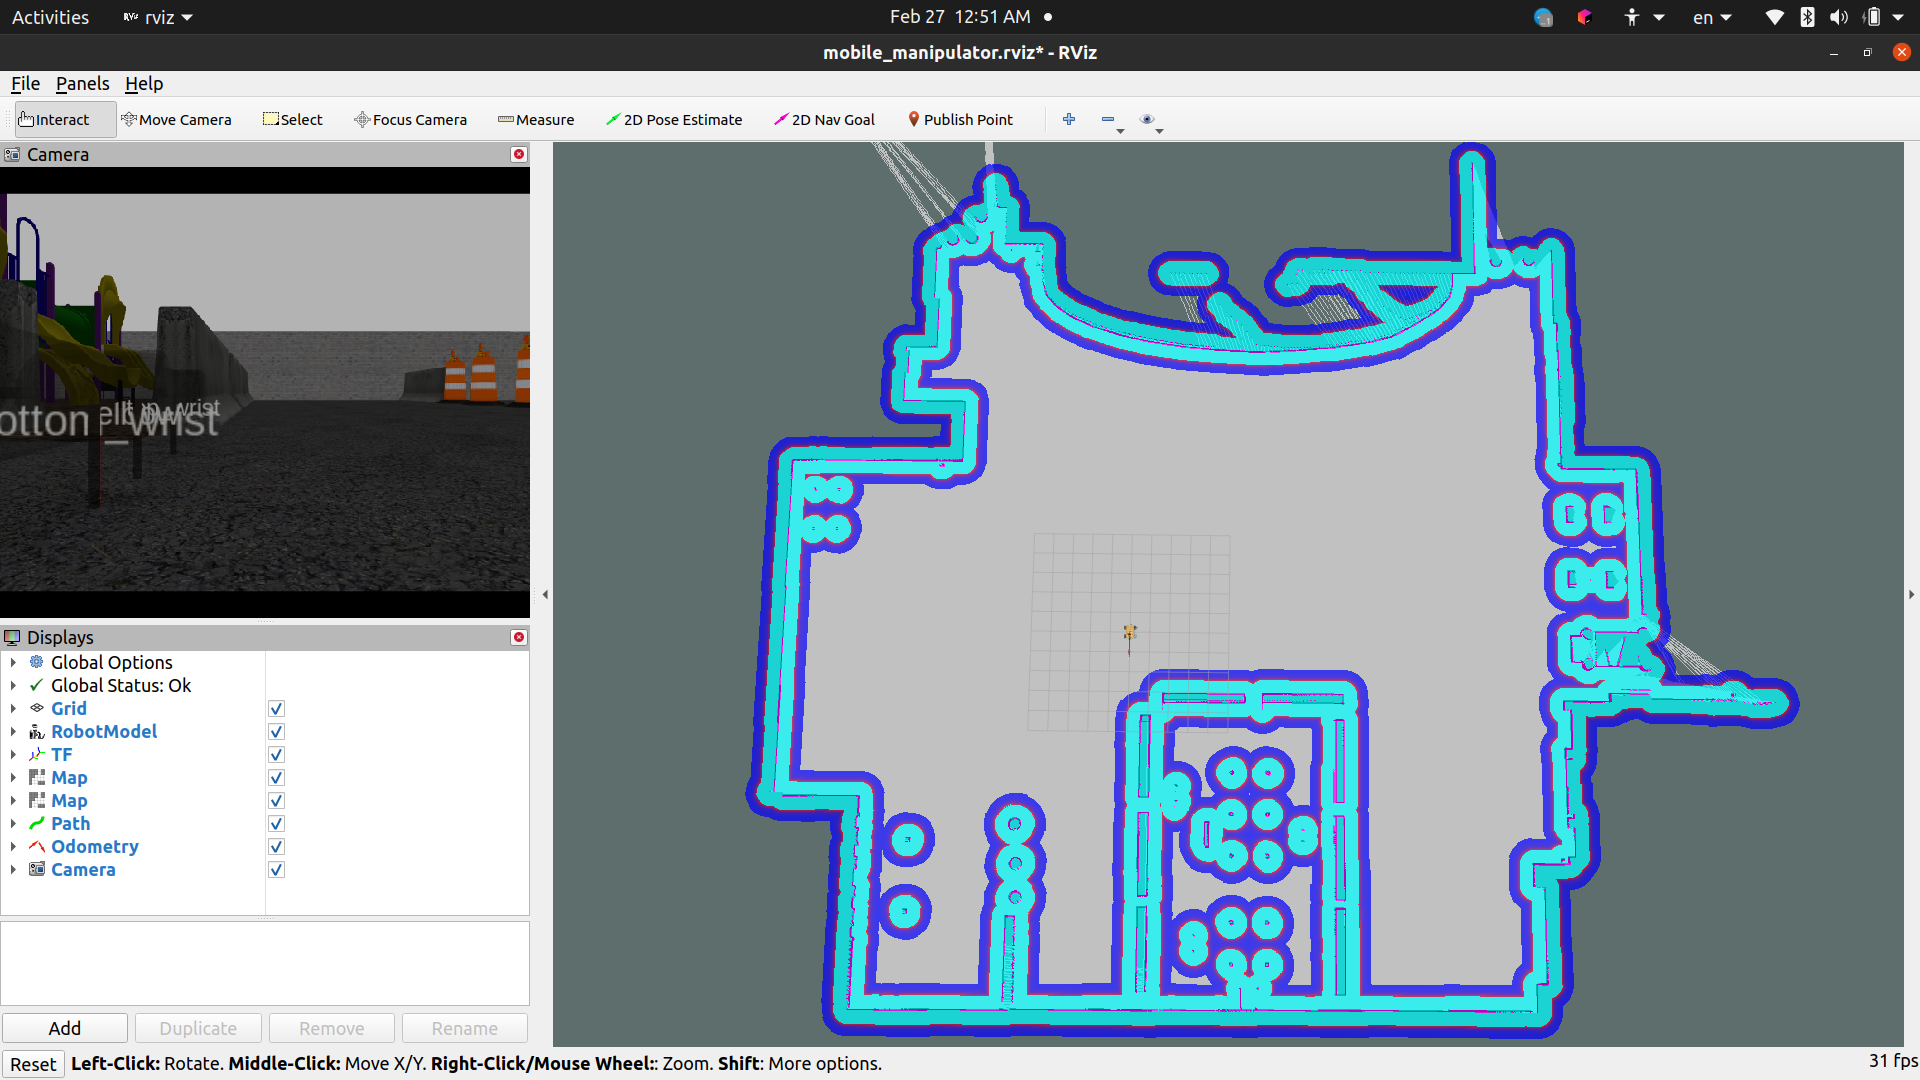 Activities rviz Feb 27 12:51 AM en
mobile_manipulator.rviz* - RViz
File Panels Help
Interact Move Camera Select Focus Camera Measure 2D Pose Estimate 2D Nav Goal Publish Point
Camera
otton _wrist
Displays
Global Options
Global Status: Ok
Grid
RobotModel
TF
Map
Map
Path
Odometry
Camera
Add Duplicate Remove Rename
Reset Left-Click: Rotate. Middle-Click: Move X/Y. Right-Click/Mouse Wheel:: Zoom. Shift: More options. 31 fps